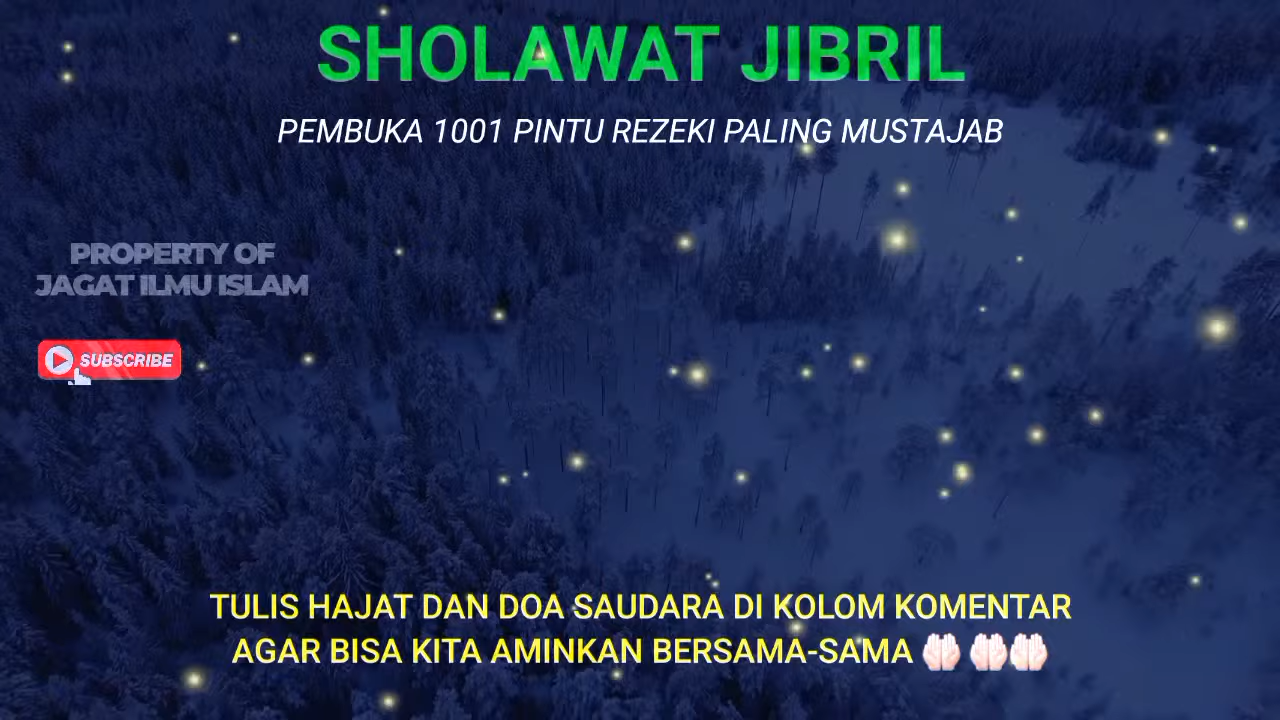 SHOLAWAT JIBRIL
PEMBUKA 1001 PINTU REZEKI PALING MUSTAJAB
PROPERTY OF
JAGAT ILMU ISLAM
SUBSCRIBE
TULIS HAJAT DAN DOA SAUDARA DI KOLOM KOMENTAR
AGAR BISA KITA AMINKAN BERSAMA-SAMA 🤲🏻 🤲🏻🤲🏻